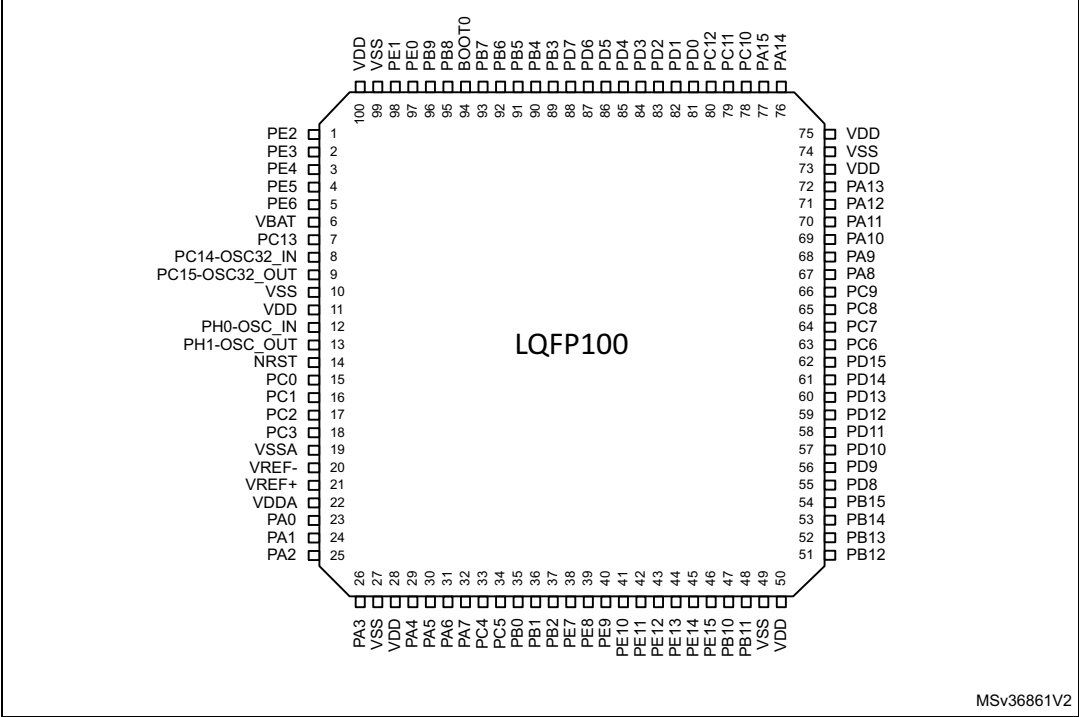 VDD VSS PE1 PE0 PB9 PB8 BOOT0 PB7 PB6 PB5 PB4 PB3 PD7 PD6 PD5 PD4 PD3 PD2 PD1 PD0 PC12 PC11 PC10 PA15 PA14
100 99 98 97 96 95 94 93 92 91 90 89 88 87 86 85 84 83 82 81 80 79 78 77 76
PE2 1 75 VDD
PE3 2 74 VSS
PE4 3 73 VDD
PE5 4 72 PA13
PE6 5 71 PA12
VBAT 6 70 PA11
PC13 7 69 PA10
PC14-OSC32_IN 8 68 PA9
PC15-OSC32_OUT 9 67 PA8
VSS 10 66 PC9
VDD 11 65 PC8
PH0-OSC_IN 12 64 PC7
PH1-OSC_OUT 13 63 PC6
LQFP100
NRST 14 62 PD15
PC0 15 61 PD14
PC1 16 60 PD13
PC2 17 59 PD12
PC3 18 58 PD11
VSSA 19 57 PD10
VREF- 20 56 PD9
VREF+ 21 55 PD8
VDDA 22 54 PB15
PA0 23 53 PB14
PA1 24 52 PB13
PA2 25 51 PB12
26 27 28 29 30 31 32 33 34 35 36 37 38 39 40 41 42 43 44 45 46 47 48 49 50
PA3 VSS VDD PA4 PA5 PA6 PA7 PC4 PC5 PB0 PB1 PB2 PE7 PE8 PE9 PE10 PE11 PE12 PE13 PE14 PE15 PB10 PB11 VSS VDD
MSv36861V2